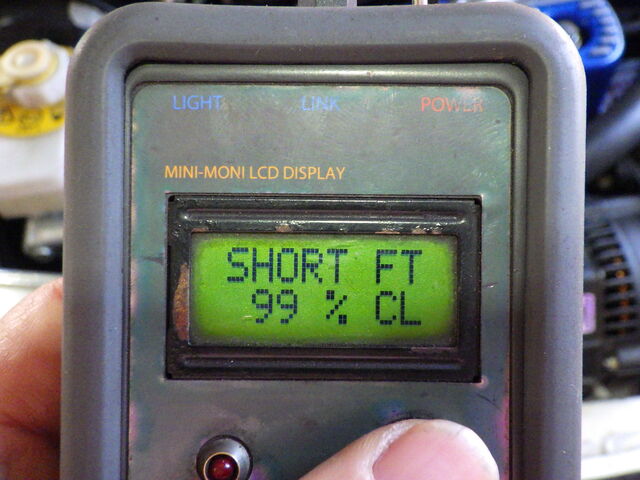 LIGHT LINK POWER
MINI-MONI LCD DISPLAY
SHORT FT
99 % CL